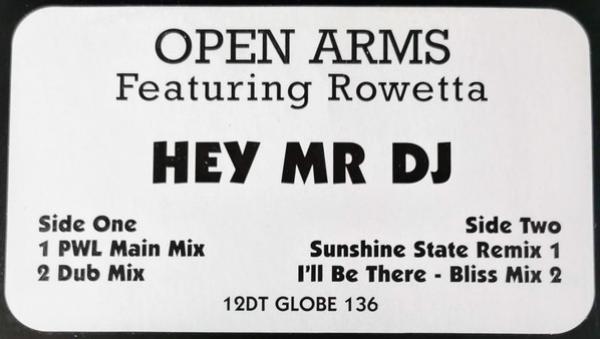 OPEN ARMS
Featuring Rowetta
HEY MR DJ
Side One
1 PWL Main Mix
2 Dub Mix
Side Two
Sunshine State Remix 1
I'll Be There - Bliss Mix 2
12DT GLOBE 136